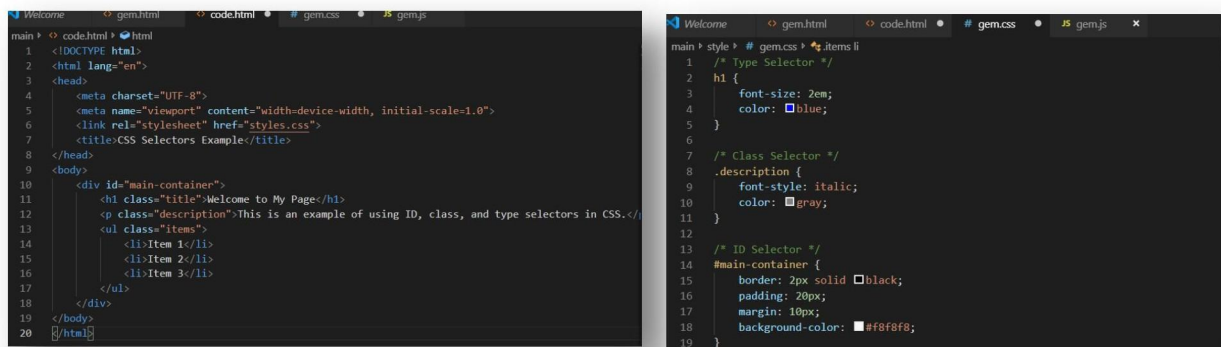 Welcome gem.html code.html # gem.css JS gem.js
main code.html html
1 <!DOCTYPE html>
2 <html lang="en">
3 <head>
4 <meta charset="UTF-8">
5 <meta name="viewport" content="width=device-width, initial-scale=1.0">
6 <link rel="stylesheet" href="styles.css">
7 <title>CSS Selectors Example</title>
8 </head>
9 <body>
10 <div id="main-container">
11 <h1 class="title">Welcome to My Page</h1>
12 <p class="description">This is an example of using ID, class, and type selectors in CSS.</
13 <ul class="items">
14 <li>Item 1</li>
15 <li>Item 2</li>
16 <li>Item 3</li>
17 </ul>
18 </div>
19 </body>
20 </html>
Welcome gem.html code.html # gem.css JS gem.js
main style # gem.css .items li
1 /* Type Selector */
2 h1 {
3 font-size: 2em;
4 color: blue;
5 }
6
7 /* Class Selector */
8 .description {
9 font-style: italic;
10 color: gray;
11 }
12
13 /* ID Selector */
14 #main-container {
15 border: 2px solid black;
16 padding: 20px;
17 margin: 10px;
18 background-color: #f8f8f8;
19 }